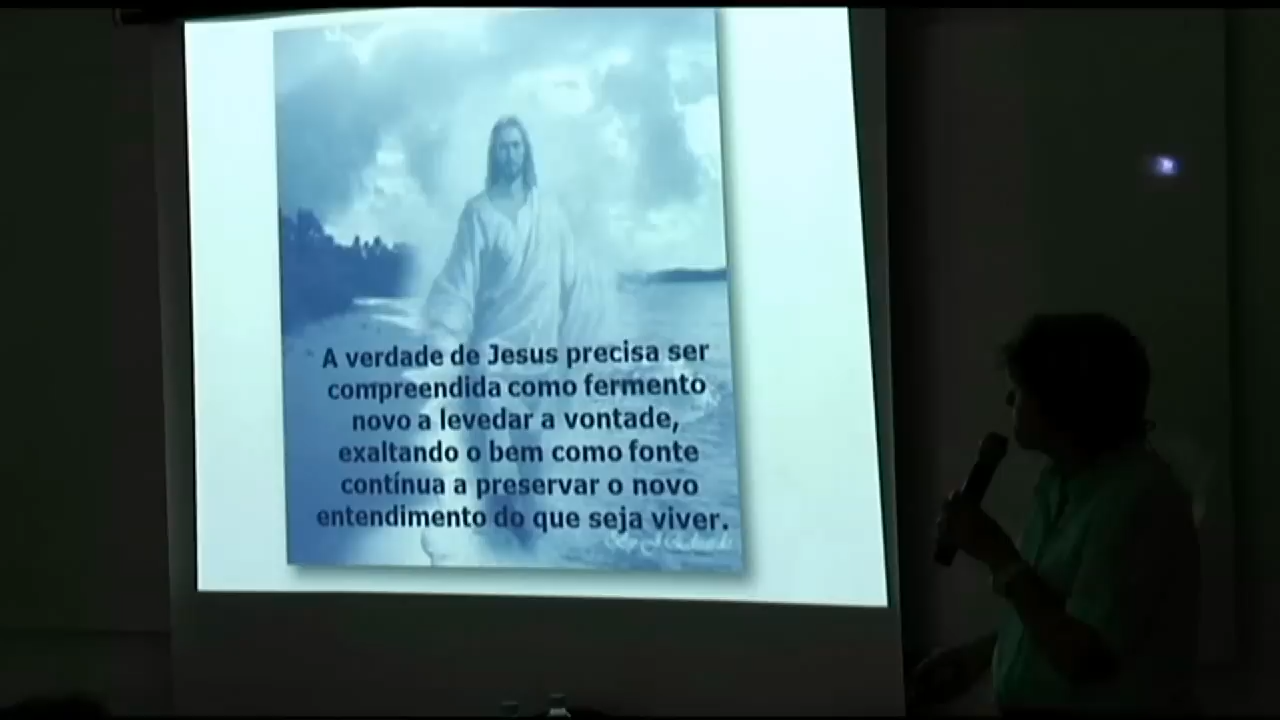 A verdade de Jesus precisa ser
compreendida como fermento
novo a levedar a vontade,
exaltando o bem como fonte
contínua a preservar o novo
entendimento do que seja viver.